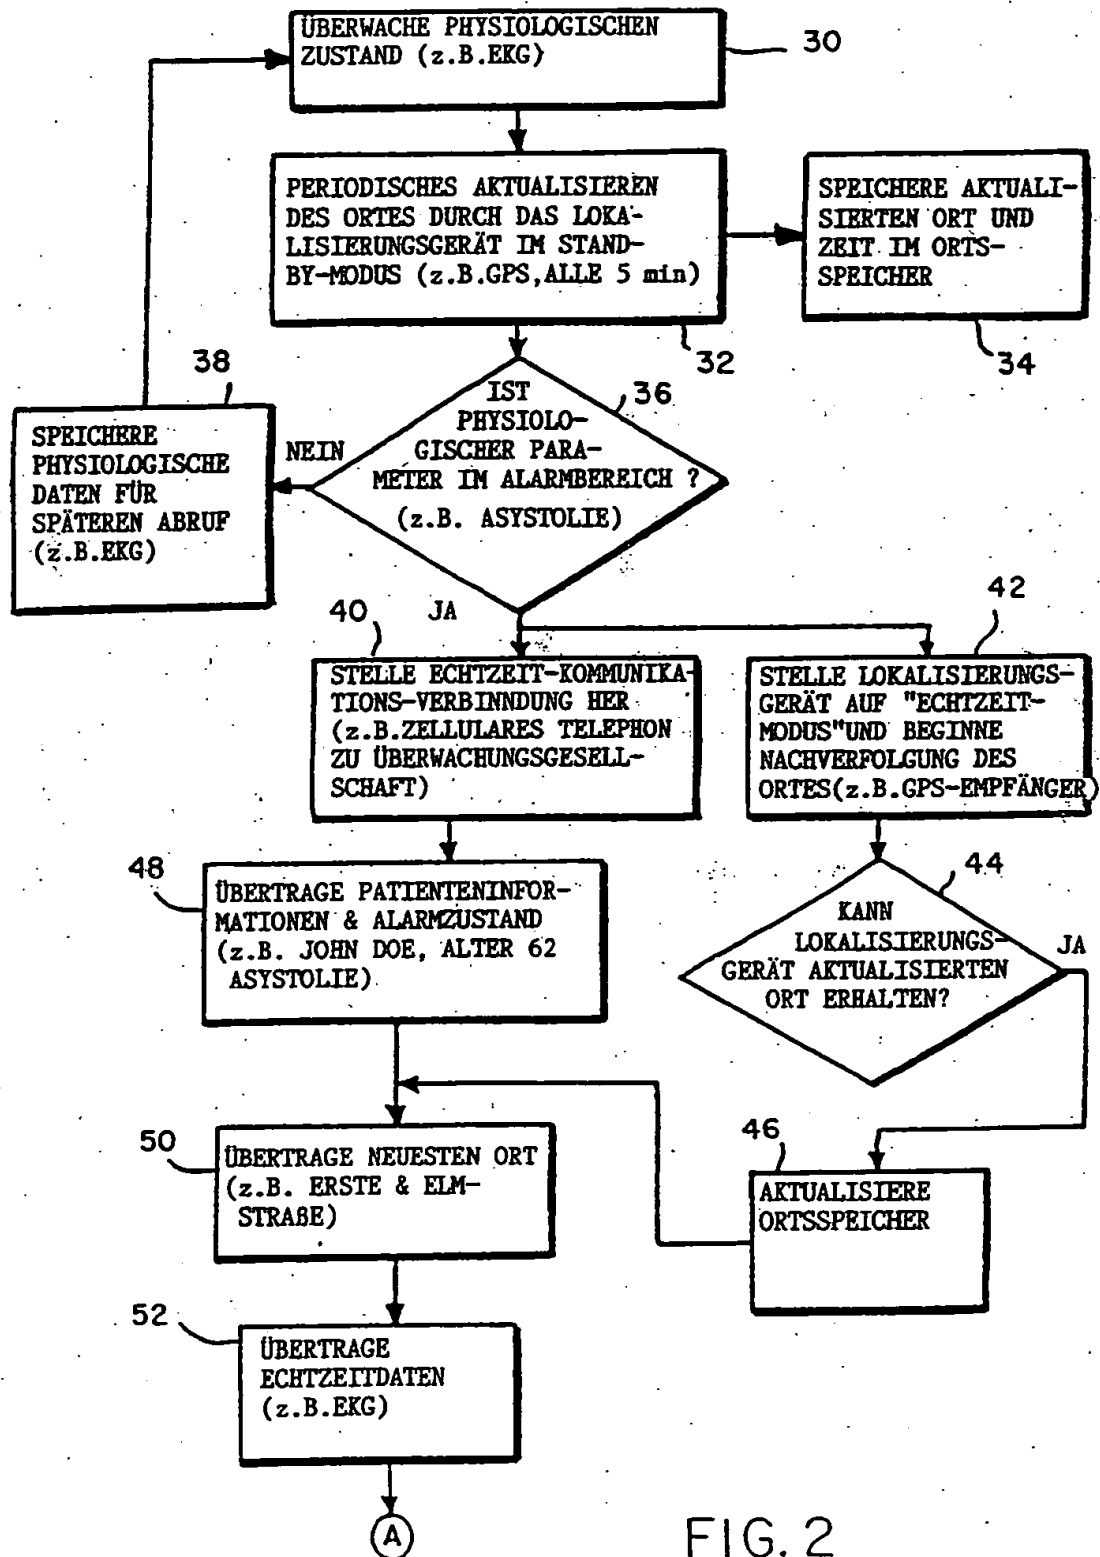 ÜBERWACHE PHYSIOLOGISCHEN
ZUSTAND (z.B.EKG)
30
PERIODISCHES AKTUALISIEREN
DES ORTES DURCH DAS LOKA-
LISIERUNGSGERÄT IM STAND-
BY-MODUS (z.B.GPS,ALLE 5 min)
32
SPEICHERE AKTUALI-
SIERTEN ORT UND
ZEIT IM ORTS-
SPEICHER
34
38
SPEICHERE
PHYSIOLOGISCHE
DATEN FÜR
SPÄTEREN ABRUF
(z.B.EKG)
NEIN
36
IST
PHYSIOLO-
GISCHER PARA-
METER IM ALARMBEREICH ?
(z.B. ASYSTOLIE)
JA
40
STELLE ECHTZEIT-KOMMUNIKA-
TIONS-VERBINNDUNG HER
(z.B.ZELLULARES TELEPHON
ZU ÜBERWACHUNGSGESELL-
SCHAFT)
42
STELLE LOKALISIERUNGS-
GERÄT AUF "ECHTZEIT-
MODUS"UND BEGINNE
NACHVERFOLGUNG DES
ORTES(z.B.GPS-EMPFÄNGER)
48
ÜBERTRAGE PATIENTENINFOR-
MATIONEN & ALARMZUSTAND
(z.B. JOHN DOE, ALTER 62
ASYSTOLIE)
44
KANN
LOKALISIERUNGS-
GERÄT AKTUALISIERTEN
ORT ERHALTEN?
JA
50
ÜBERTRAGE NEUESTEN ORT
(z.B. ERSTE & ELM-
STRAßE)
46
AKTUALISIERE
ORTSSPEICHER
52
ÜBERTRAGE
ECHTZEITDATEN
(z.B.EKG)
A
FIG. 2